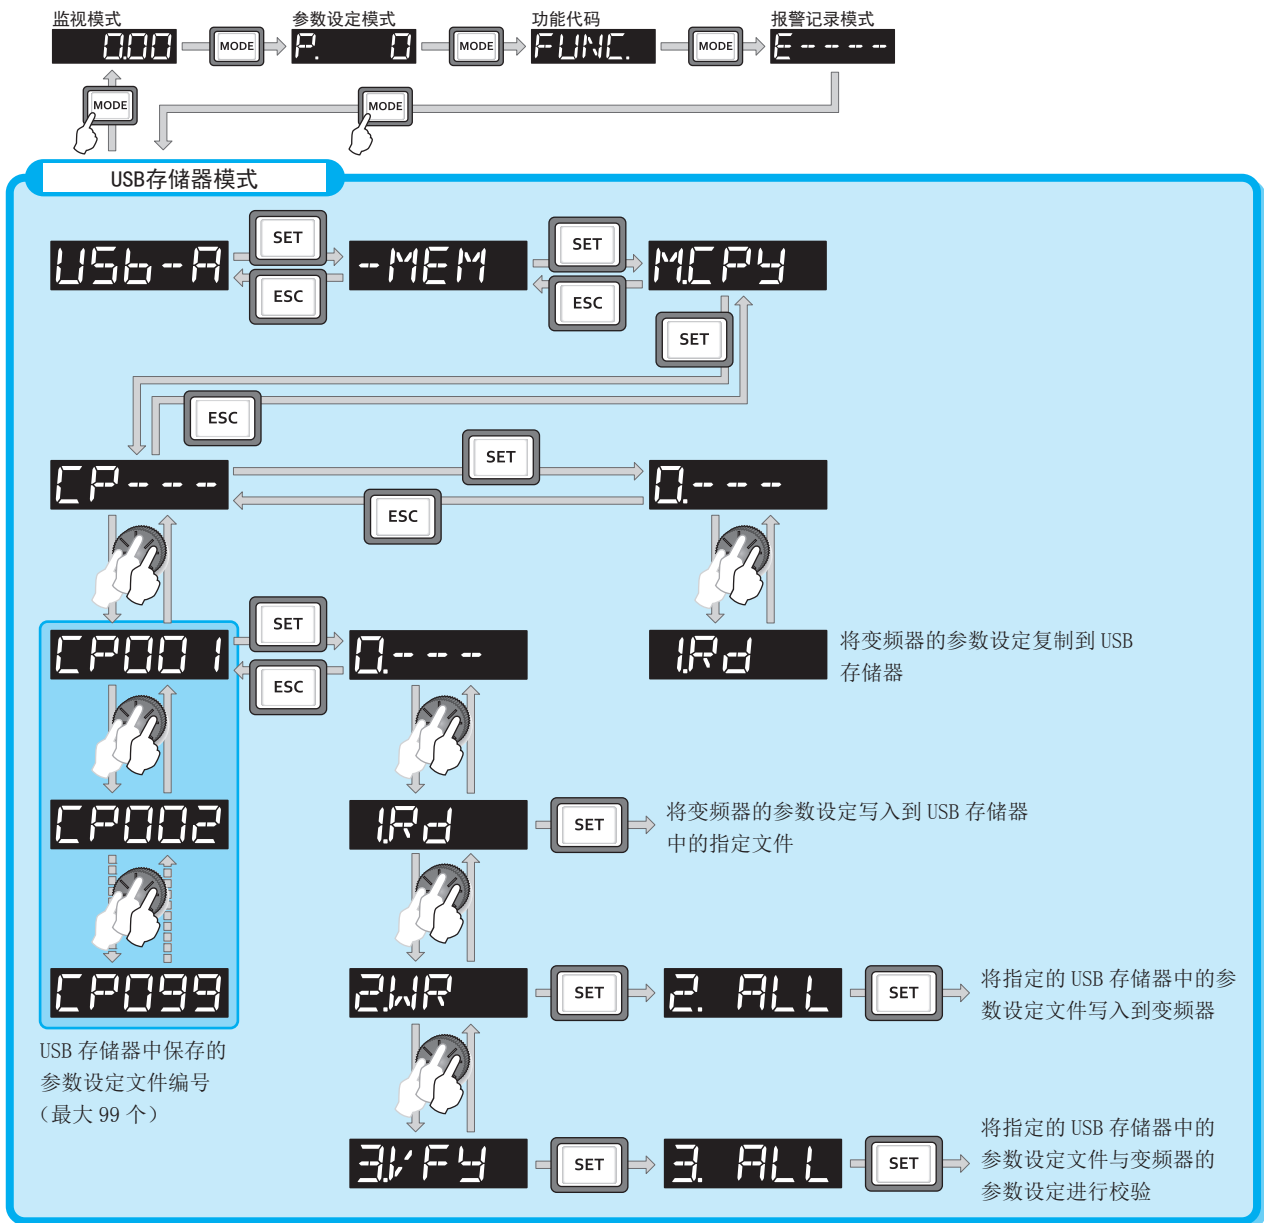 监视模式
参数设定模式
功能代码
报警记录模式
0.00
MODE
P. 0
MODE
FUNC.
MODE
E----
MODE
MODE
USB存储器模式
USb-A
SET
ESC
-MEM
SET
ESC
M.CPY
SET
ESC
CP---
SET
ESC
0.---
CP001
SET
ESC
0.---
1.Rd
将变频器的参数设定复制到 USB
存储器
CP002
1.Rd
SET
将变频器的参数设定写入到 USB 存储器
中的指定文件
CP099
2.WR
SET
2. ALL
SET
将指定的 USB 存储器中的参
数设定文件写入到变频器
USB 存储器中保存的
参数设定文件编号
（最大 99 个）
3.VFY
SET
3. ALL
SET
将指定的 USB 存储器中的
参数设定文件与变频器的
参数设定进行校验